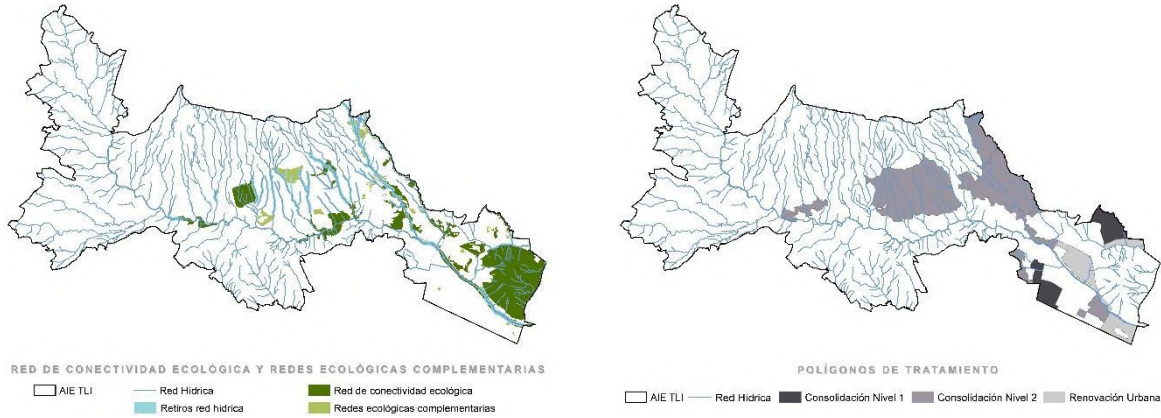 RED DE CONECTIVIDAD ECOLÓGICA Y REDES ECOLÓGICAS COMPLEMENTARIAS
AIE TLI Red Hídrica Red de conectividad ecológica
Retiros red hídrica Redes ecológicas complementarias
POLÍGONOS DE TRATAMIENTO
AIE TLI Red Hídrica Consolidación Nivel 1 Consolidación Nivel 2 Renovación Urbana